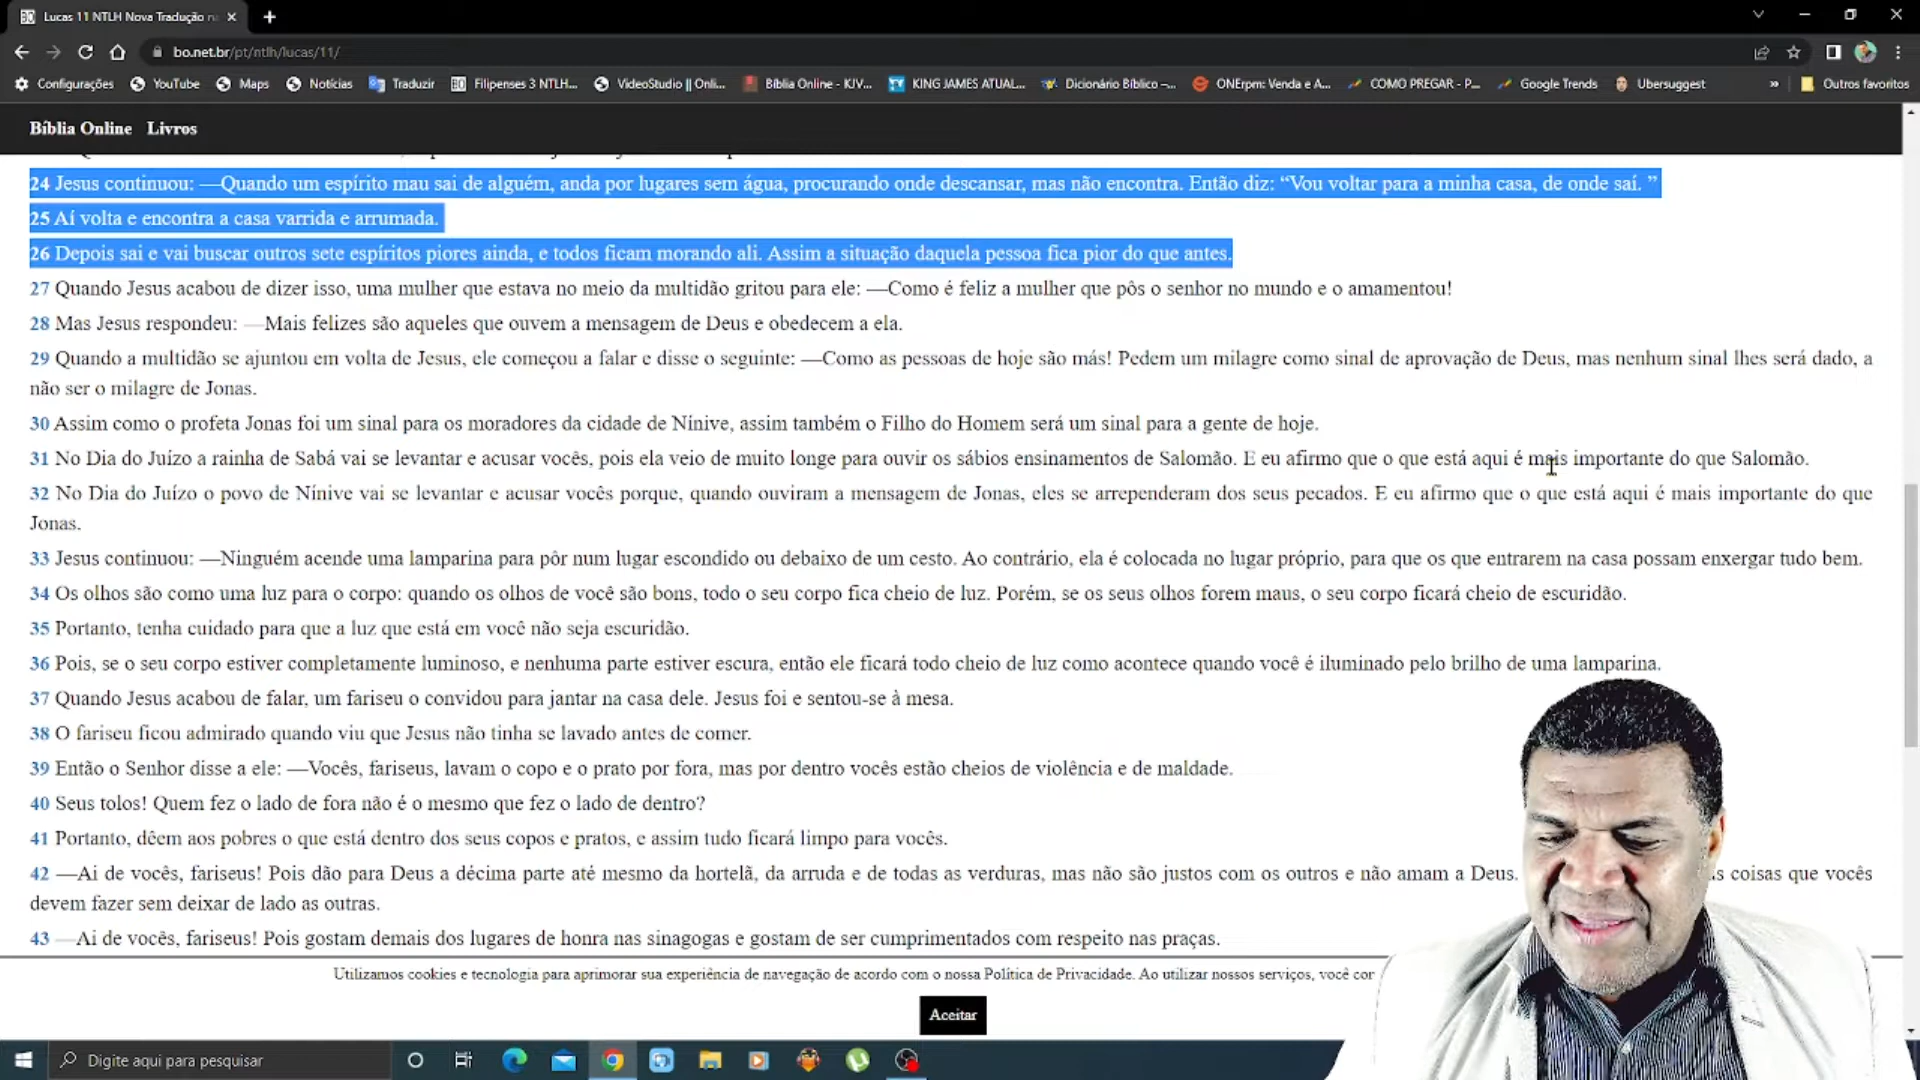 Lucas 11 NTLH Nova Tradução n
bo.net.br/pt/ntlh/lucas/11/
Configurações YouTube Maps Notícias Traduzir Filipenses 3 NTLH... VideoStudio || Onli... Bíblia Online - KJV... KING JAMES ATUAL... Dicionário Bíblico –... ONErpm: Venda e A... COMO PREGAR - P... Google Trends Ubersuggest » Outros favoritos
Bíblia Online Livros
24 Jesus continuou: —Quando um espírito mau sai de alguém, anda por lugares sem água, procurando onde descansar, mas não encontra. Então diz: “Vou voltar para a minha casa, de onde saí. ”
25 Aí volta e encontra a casa varrida e arrumada.
26 Depois sai e vai buscar outros sete espíritos piores ainda, e todos ficam morando ali. Assim a situação daquela pessoa fica pior do que antes.
27 Quando Jesus acabou de dizer isso, uma mulher que estava no meio da multidão gritou para ele: —Como é feliz a mulher que pôs o senhor no mundo e o amamentou!
28 Mas Jesus respondeu: —Mais felizes são aqueles que ouvem a mensagem de Deus e obedecem a ela.
29 Quando a multidão se ajuntou em volta de Jesus, ele começou a falar e disse o seguinte: —Como as pessoas de hoje são más! Pedem um milagre como sinal de aprovação de Deus, mas nenhum sinal lhes será dado, a
não ser o milagre de Jonas.
30 Assim como o profeta Jonas foi um sinal para os moradores da cidade de Nínive, assim também o Filho do Homem será um sinal para a gente de hoje.
31 No Dia do Juízo a rainha de Sabá vai se levantar e acusar vocês, pois ela veio de muito longe para ouvir os sábios ensinamentos de Salomão. E eu afirmo que o que está aqui é mais importante do que Salomão.
32 No Dia do Juízo o povo de Nínive vai se levantar e acusar vocês porque, quando ouviram a mensagem de Jonas, eles se arrependeram dos seus pecados. E eu afirmo que o que está aqui é mais importante do que
Jonas.
33 Jesus continuou: —Ninguém acende uma lamparina para pôr num lugar escondido ou debaixo de um cesto. Ao contrário, ela é colocada no lugar próprio, para que os que entrarem na casa possam enxergar tudo bem.
34 Os olhos são como uma luz para o corpo: quando os olhos de você são bons, todo o seu corpo fica cheio de luz. Porém, se os seus olhos forem maus, o seu corpo ficará cheio de escuridão.
35 Portanto, tenha cuidado para que a luz que está em você não seja escuridão.
36 Pois, se o seu corpo estiver completamente luminoso, e nenhuma parte estiver escura, então ele ficará todo cheio de luz como acontece quando você é iluminado pelo brilho de uma lamparina.
37 Quando Jesus acabou de falar, um fariseu o convidou para jantar na casa dele. Jesus foi e sentou-se à mesa.
38 O fariseu ficou admirado quando viu que Jesus não tinha se lavado antes de comer.
39 Então o Senhor disse a ele: —Vocês, fariseus, lavam o copo e o prato por fora, mas por dentro vocês estão cheios de violência e de maldade.
40 Seus tolos! Quem fez o lado de fora não é o mesmo que fez o lado de dentro?
41 Portanto, dêem aos pobres o que está dentro dos seus copos e pratos, e assim tudo ficará limpo para vocês.
42 —Ai de vocês, fariseus! Pois dão para Deus a décima parte até mesmo da hortelã, da arruda e de todas as verduras, mas não são justos com os outros e não amam a Deus. s coisas que vocês
devem fazer sem deixar de lado as outras.
43 —Ai de vocês, fariseus! Pois gostam demais dos lugares de honra nas sinagogas e gostam de ser cumprimentados com respeito nas praças.
Utilizamos cookies e tecnologia para aprimorar sua experiência de navegação de acordo com o nossa Política de Privacidade. Ao utilizar nossos serviços, você cor
Aceitar
Digite aqui para pesquisar